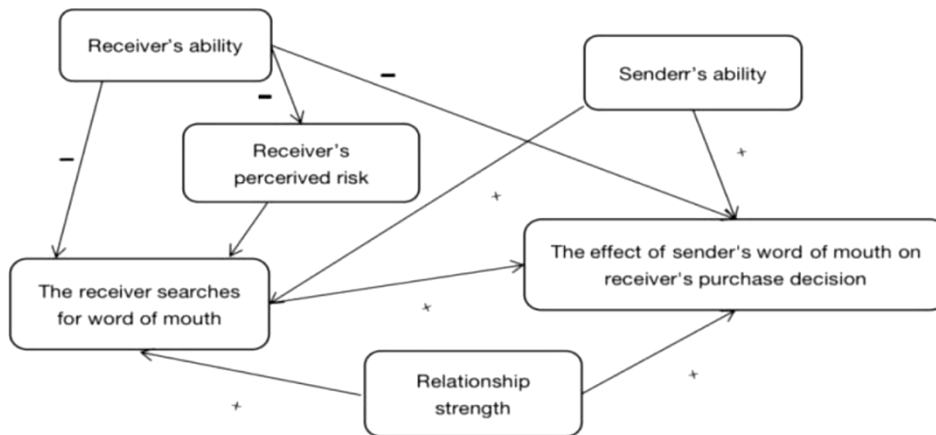 Receiver's ability
Senderr's ability
−
−
−
Receiver's
percerived risk
+
+
The effect of sender's word of mouth on
receiver's purchase decision
The receiver searches
for word of mouth
+
Relationship
strength
+
+